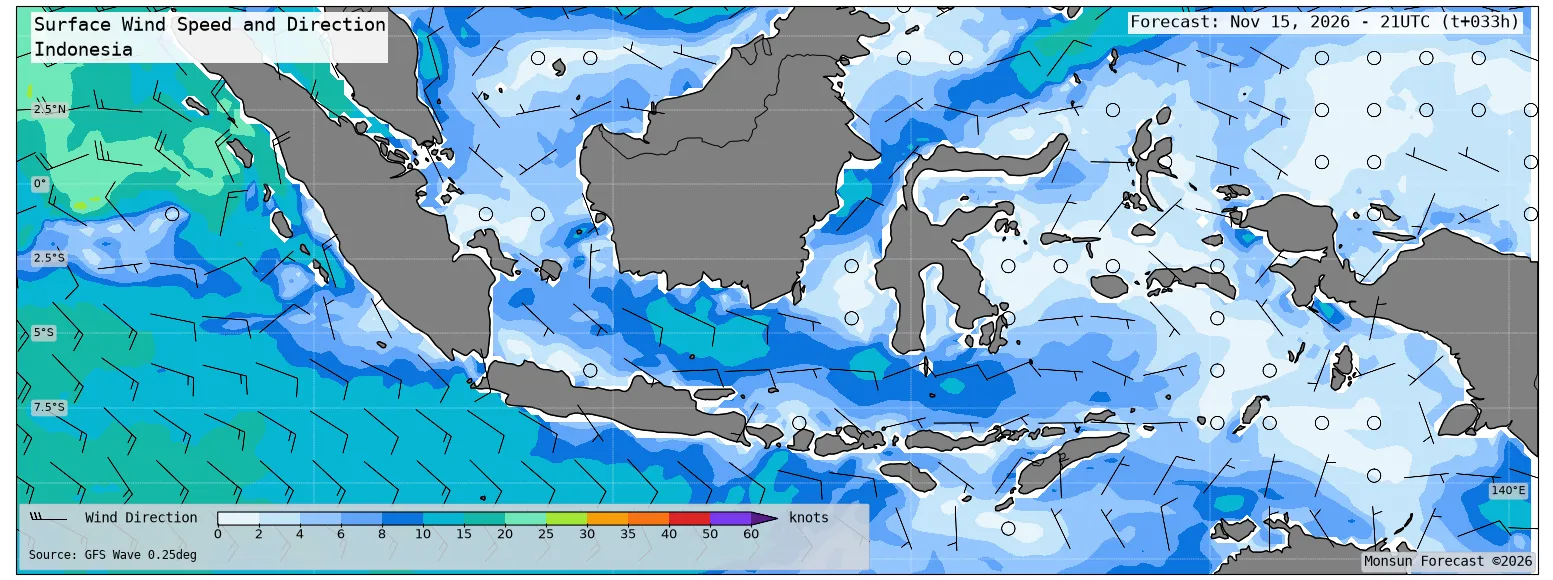 Surface Wind Speed and Direction
Indonesia
Forecast: Nov 15, 2026 - 21UTC (t+033h)
2.5°N
0°
2.5°S
5°S
7.5°S
140°E
Wind Direction
0 2 4 6 8 10 15 20 25 30 35 40 50 60
knots
Source: GFS Wave 0.25deg
Monsun Forecast ©2026